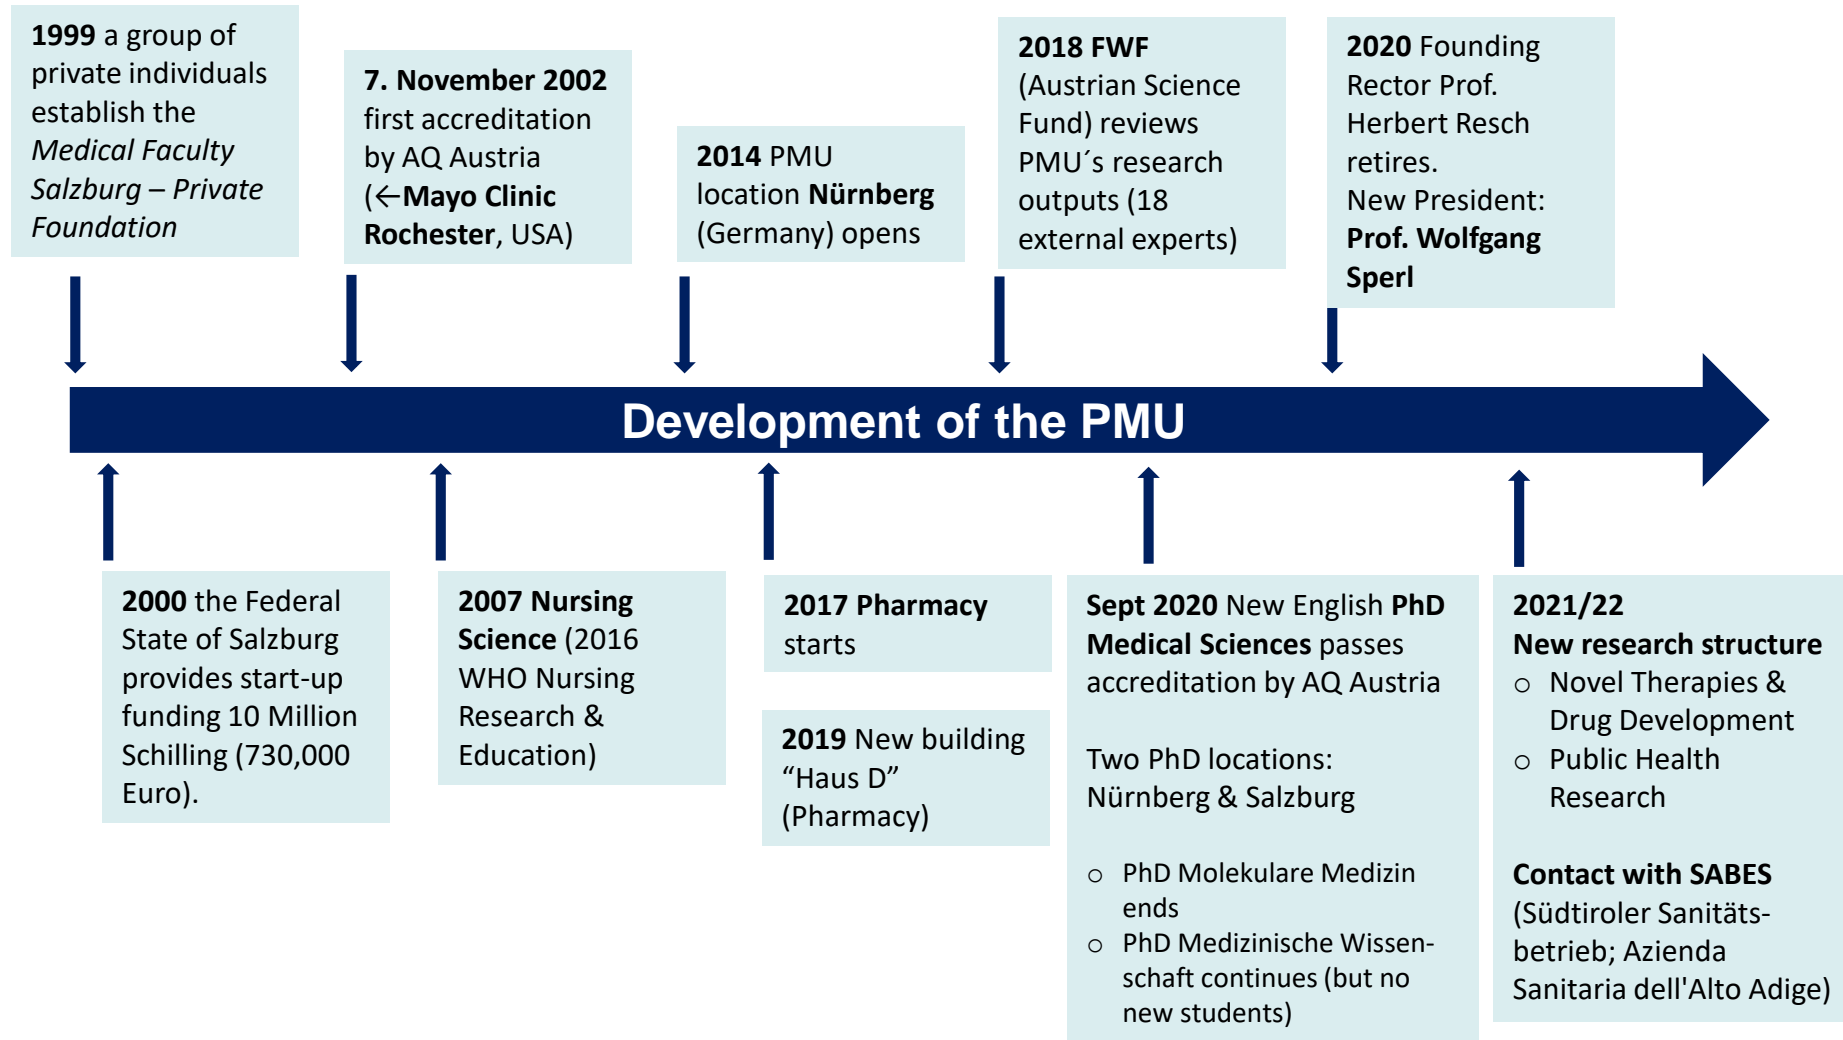 1999 a group of
private individuals
establish the
Medical Faculty
Salzburg – Private
Foundation
7. November 2002
first accreditation
by AQ Austria
(←Mayo Clinic
Rochester, USA)
2014 PMU
location Nürnberg
(Germany) opens
2018 FWF
(Austrian Science
Fund) reviews
PMU´s research
outputs (18
external experts)
2020 Founding
Rector Prof.
Herbert Resch
retires.
New President:
Prof. Wolfgang
Sperl
Development of the PMU
2000 the Federal
State of Salzburg
provides start-up
funding 10 Million
Schilling (730,000
Euro).
2007 Nursing
Science (2016
WHO Nursing
Research &
Education)
2017 Pharmacy
starts
2019 New building
“Haus D”
(Pharmacy)
Sept 2020 New English PhD
Medical Sciences passes
accreditation by AQ Austria
Two PhD locations:
Nürnberg & Salzburg
o PhD Molekulare Medizin
ends
o PhD Medizinische Wissen-
schaft continues (but no
new students)
2021/22
New research structure
o Novel Therapies &
Drug Development
o Public Health
Research
Contact with SABES
(Südtiroler Sanitäts-
betrieb; Azienda
Sanitaria dell'Alto Adige)